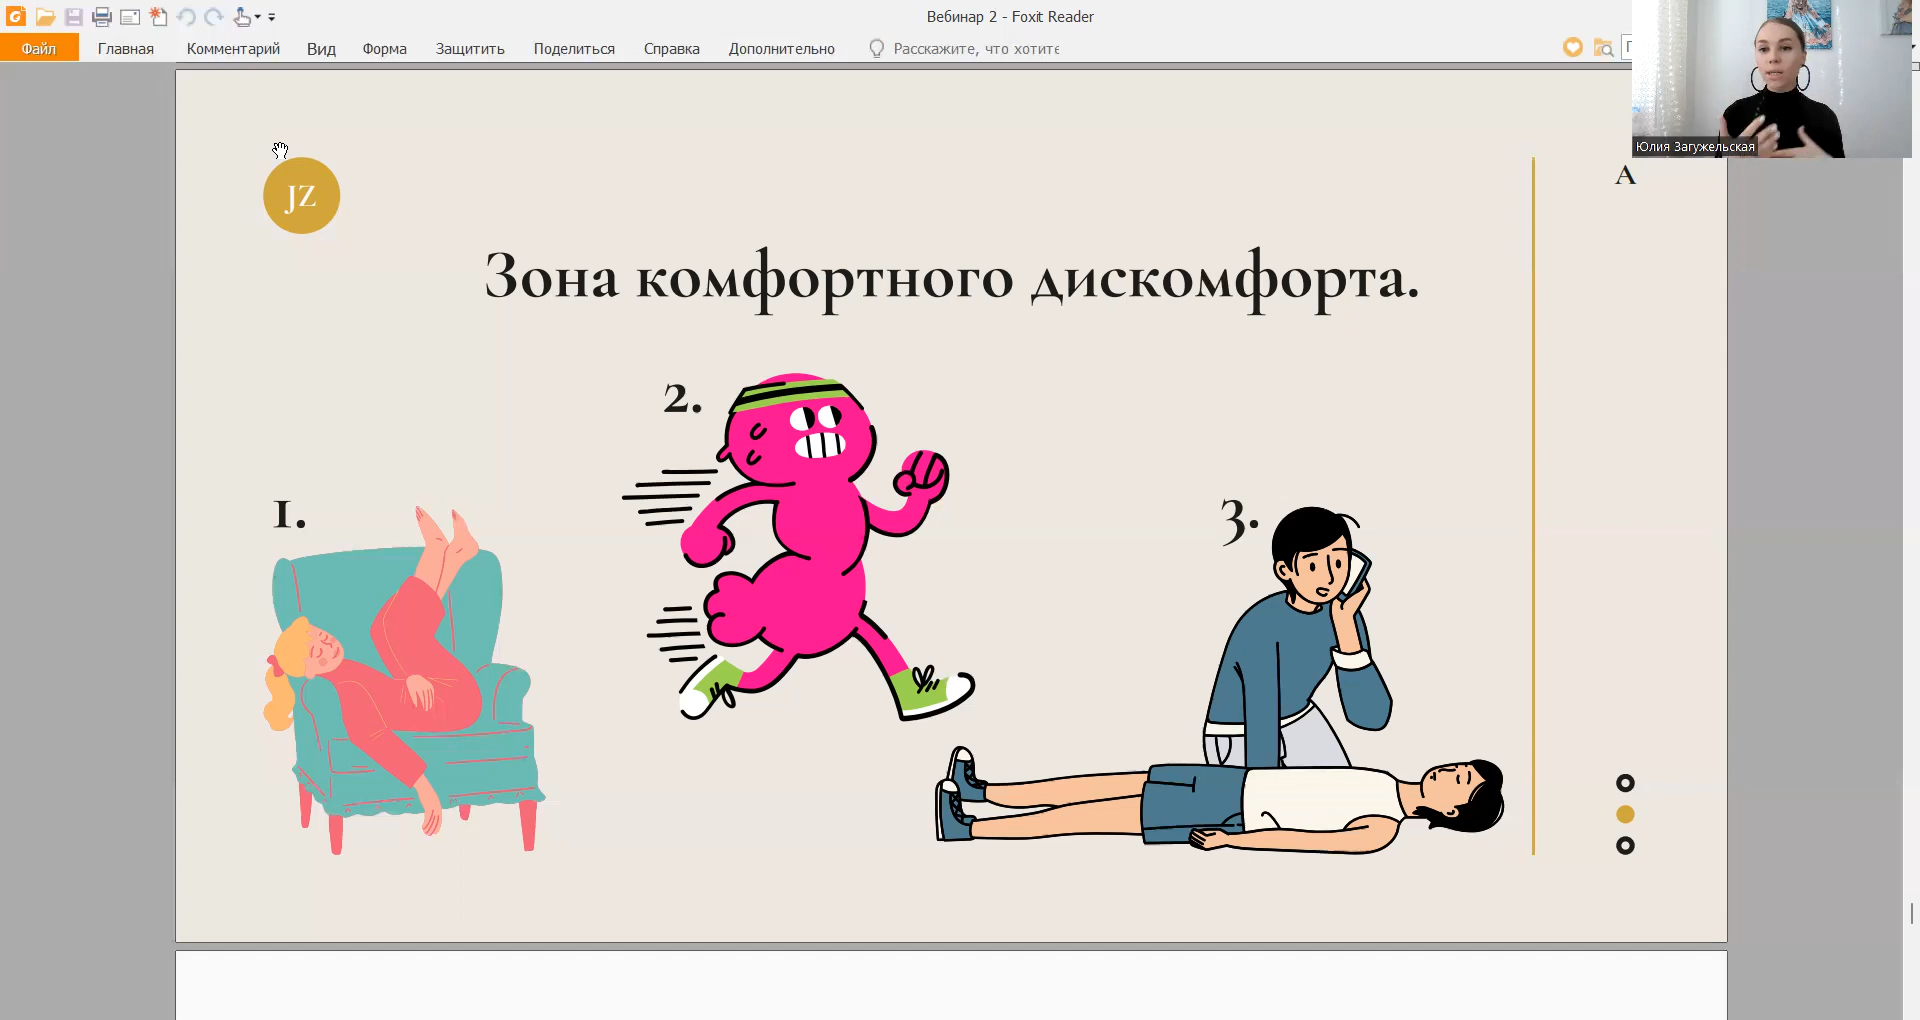 Вебинар 2 - Foxit Reader
Файл Главная Комментарий Вид Форма Защитить Поделиться Справка Дополнительно Расскажите, что хотите
Юлия Загужельская
A
JZ
Зона комфортного дискомфорта.
2.
1.
3.